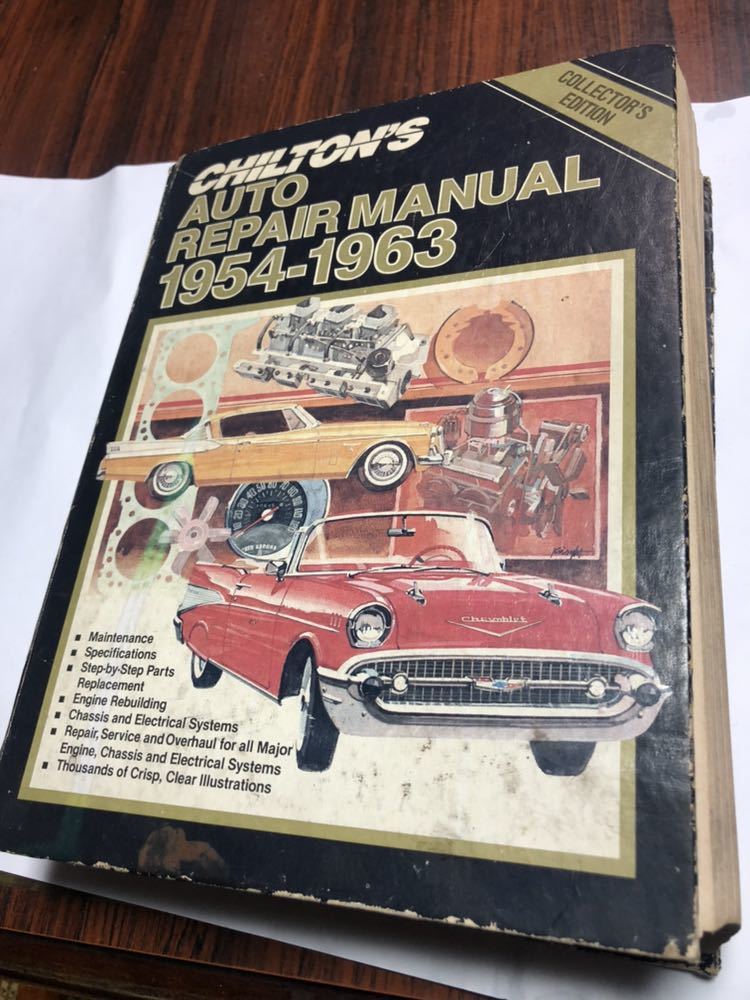 COLLECTOR'S
EDITION
CHILTON'S
AUTO
REPAIR MANUAL
1954-1963
Chevrolet
■ Maintenance
■ Specifications
■ Step-by-Step Parts
Replacement
■ Engine Rebuilding
■ Chassis and Electrical Systems
■ Repair, Service and Overhaul for all Major
Engine, Chassis and Electrical Systems
■ Thousands of Crisp, Clear Illustrations